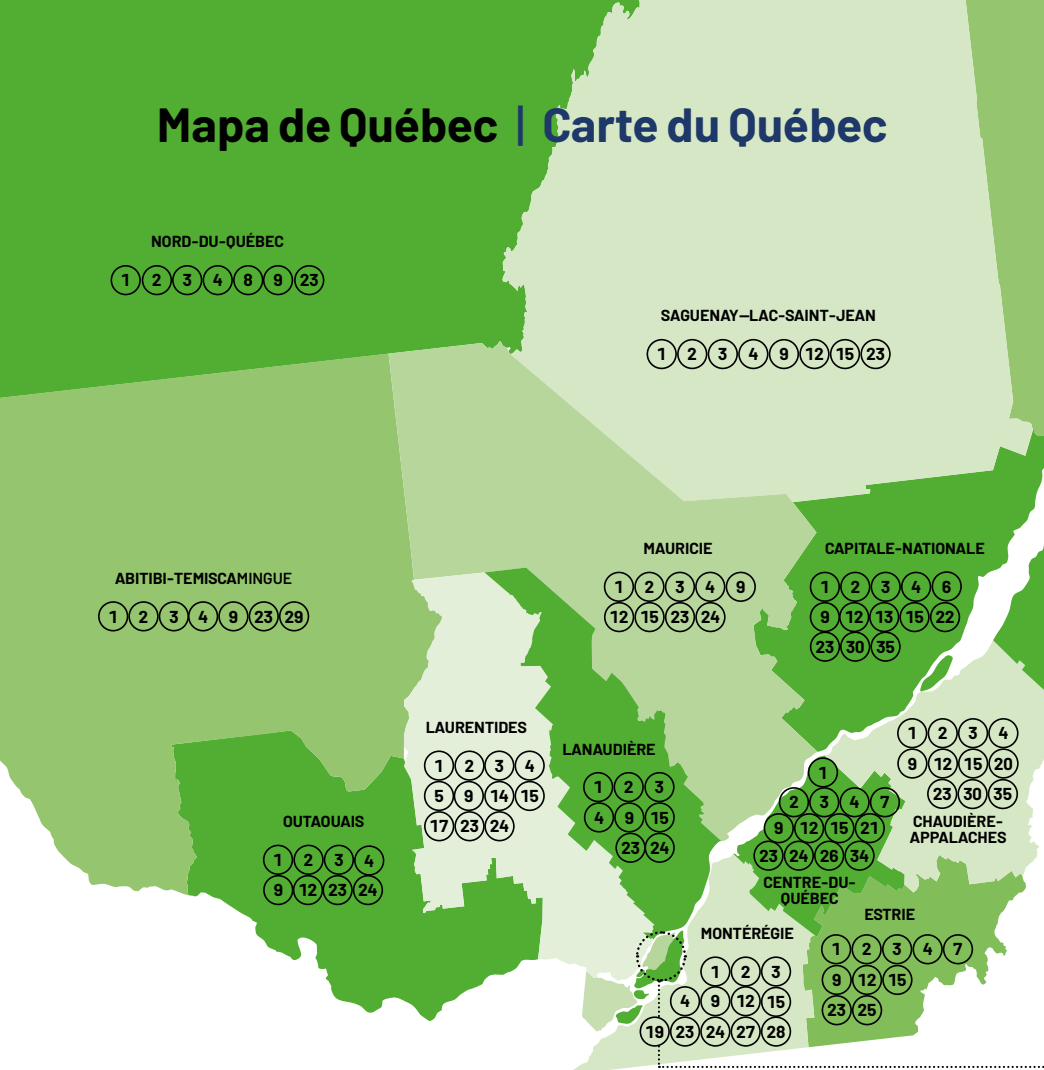 Mapa de Québec | Carte du Québec
NORD-DU-QUÉBEC
1 2 3 4 8 9 23
SAGUENAY–LAC-SAINT-JEAN
1 2 3 4 9 12 15 23
MAURICIE
1 2 3 4 9
12 15 23 24
CAPITALE-NATIONALE
1 2 3 4 6
9 12 13 15 22
23 30 35
ABITIBI-TEMISCAMINGUE
1 2 3 4 9 23 29
LAURENTIDES
1 2 3 4
5 9 14 15
17 23 24
LANAUDIÈRE
1 2 3
4 9 15
23 24
1 2 3 4
9 12 15 20
23 30 35
CHAUDIÈRE-
APPALACHES
1
2 3 4 7
9 12 15 21
23 24 26 34
CENTRE-DU-
QUÉBEC
OUTAOUAIS
1 2 3 4
9 12 23 24
ESTRIE
1 2 3 4 7
9 12 15
23 25
MONTÉRÉGIE
1 2 3
4 9 12 15
19 23 24 27 28